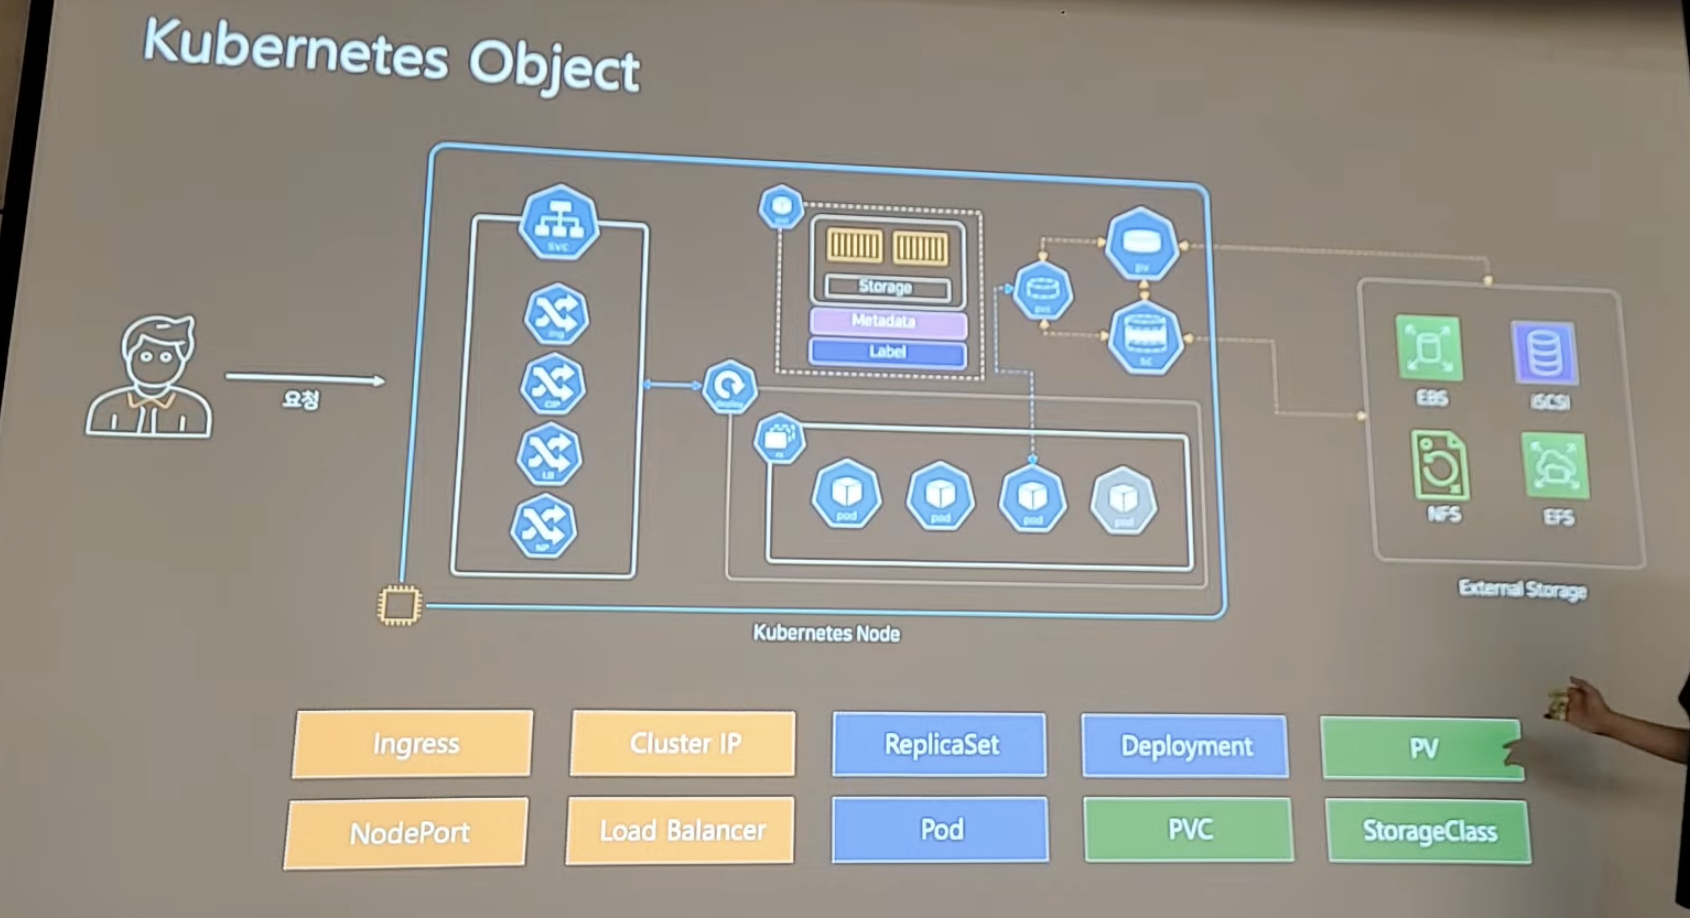 Kubernetes Object
svc
ing
CIP
LB
NP
요청
Storage
Metadata
Label
deploy
rs
pod
pod
pod
pod
pv
pvc
sc
EBS
iSCSI
NFS
EFS
External Storage
Kubernetes Node
Ingress
Cluster IP
ReplicaSet
Deployment
PV
NodePort
Load Balancer
Pod
PVC
StorageClass